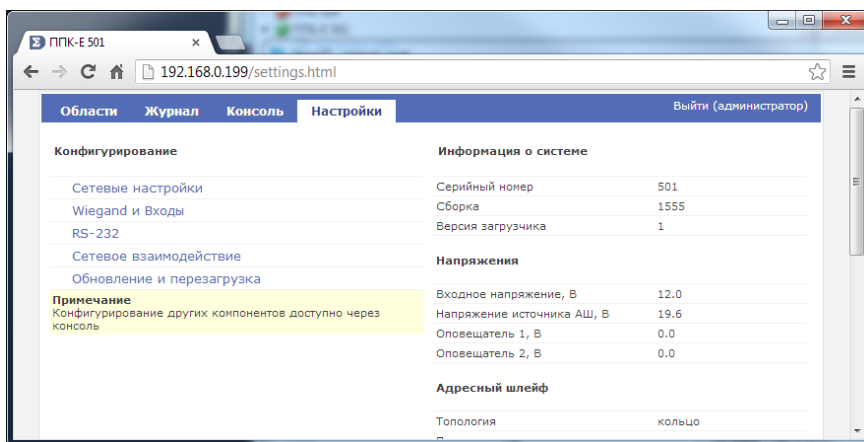 ППК-Е 501
192.168.0.199/settings.html
Области Журнал Консоль Настройки Выйти (администратор)
Конфигурирование
Сетевые настройки
Wiegand и Входы
RS-232
Сетевое взаимодействие
Обновление и перезагрузка
Примечание
Конфигурирование других компонентов доступно через
консоль
Информация о системе
Серийный номер 501
Сборка 1555
Версия загрузчика 1
Напряжения
Входное напряжение, В 12.0
Напряжение источника АШ, В 19.6
Оповещатель 1, В 0.0
Оповещатель 2, В 0.0
Адресный шлейф
Топология кольцо